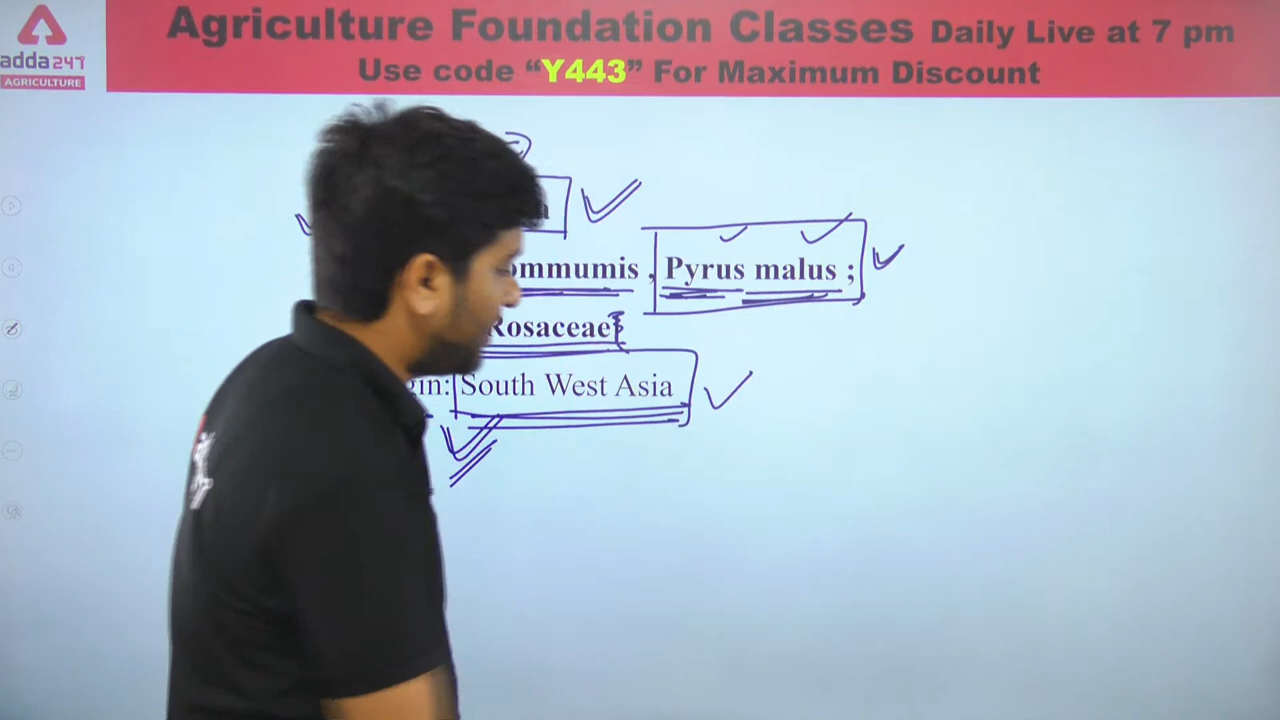 Agriculture Foundation Classes Daily Live at 7 pm
Use code “Y443” For Maximum Discount
adda247
AGRICULTURE
ommumis , Pyrus malus ;
Rosaceae
gin: South West Asia